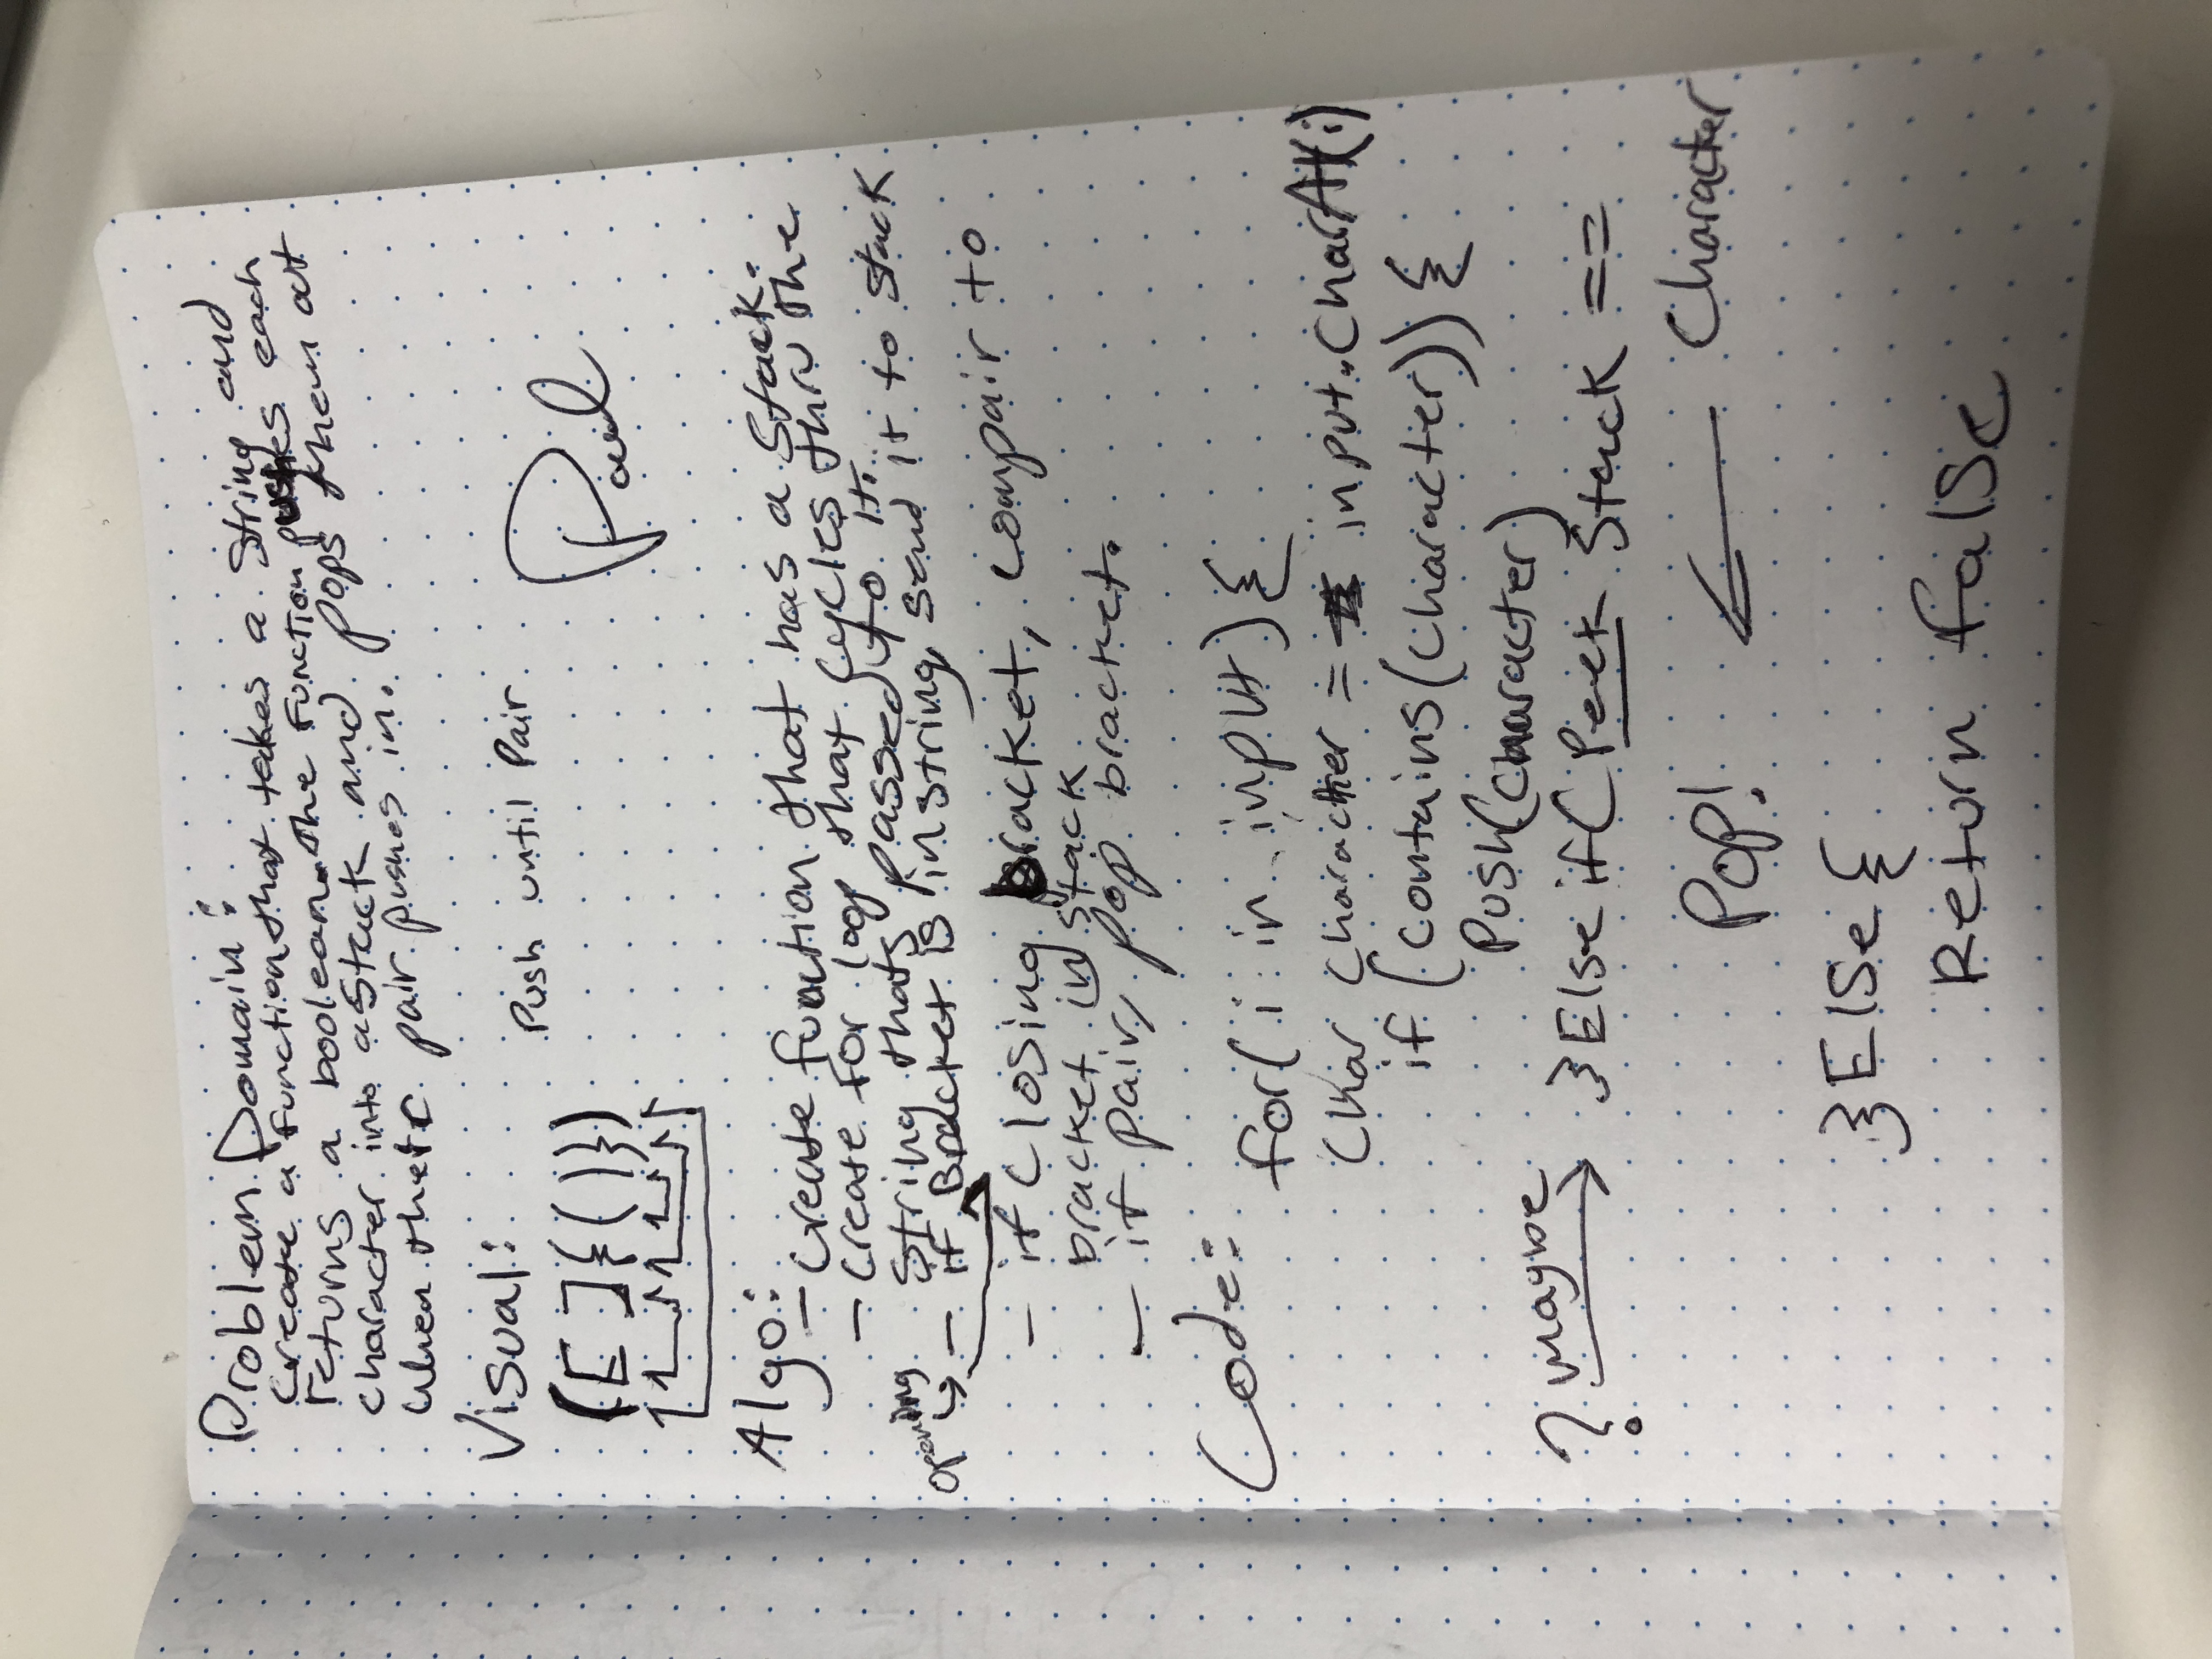 Problem Domain:
Create a function that takes a String and
returns a boolean. The function pushes each
character into a Stack and pops them out
when their pair pushes in.
Visual:
Push until Pair
([]{()})
Paul
Algo:
- Create function that has a Stack.
- Create for loop that cycles thru the
String thats passed to it.
Opening
- if Bracket is in string, send it to stack
- if closing bracket, compair to
bracket in stack
- if pair, pop bracket.
Code:
for(i in input){
Char Character = input.CharAt(i)
if (contains(character)){
Push(character)
? maybe
}Else if( Peek Stack ==
Character
Pop!
}Else{
Return false